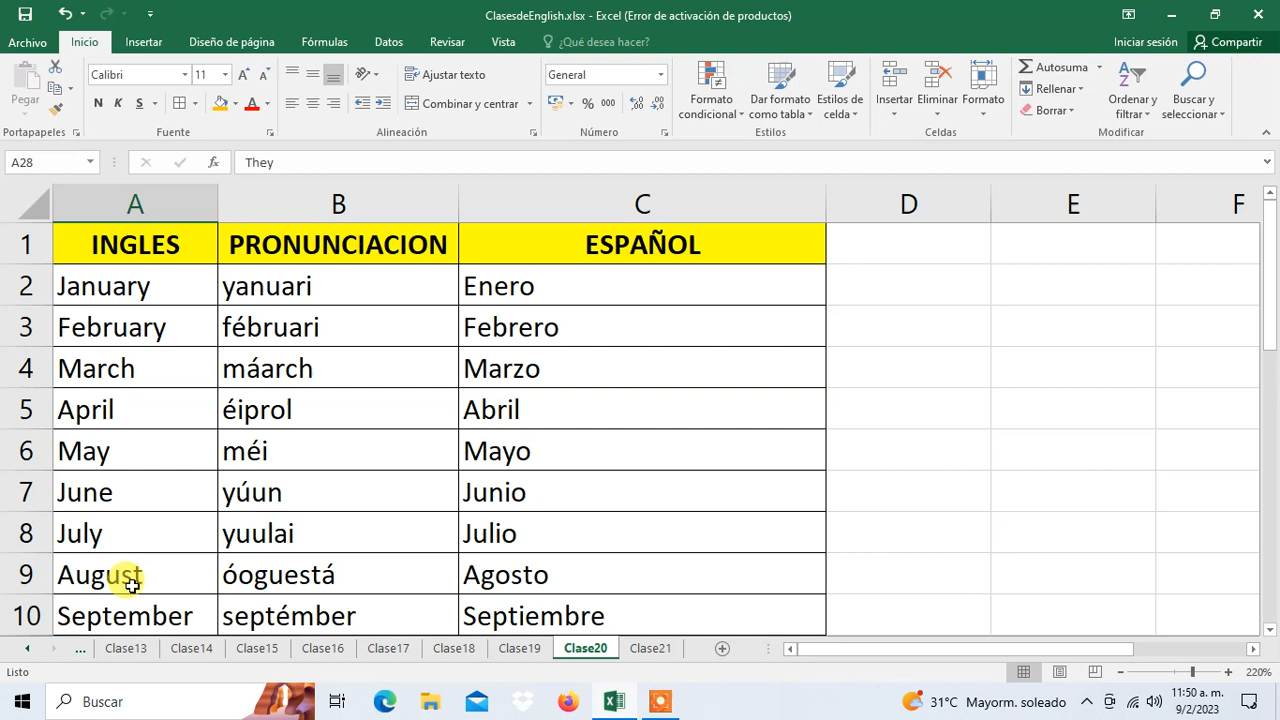 ClasesdeEnglish.xlsx - Excel (Error de activación de productos)
Archivo Inicio Insertar Diseño de página Fórmulas Datos Revisar Vista ¿Qué desea hacer? Iniciar sesión Compartir
Pegar
Calibri 11
N K S
Ajustar texto
Combinar y centrar
General
% 000
Formato condicional
Dar formato como tabla
Estilos de celda
Insertar Eliminar Formato
Autosuma
Rellenar
Borrar
Ordenar y filtrar
Buscar y seleccionar
Portapapeles Fuente Alineación Número Estilos Celdas Modificar
A28 fx They
A B C D E F
1 INGLES PRONUNCIACION ESPAÑOL
2 January yanuari Enero
3 February fébruari Febrero
4 March máarch Marzo
5 April éiprol Abril
6 May méi Mayo
7 June yúun Junio
8 July yuulai Julio
9 August óoguestá Agosto
10 September septémber Septiembre
... Clase13 Clase14 Clase15 Clase16 Clase17 Clase18 Clase19 Clase20 Clase21
Listo 220%
Buscar 31°C Mayorm. soleado 11:50 a. m.
9/2/2023